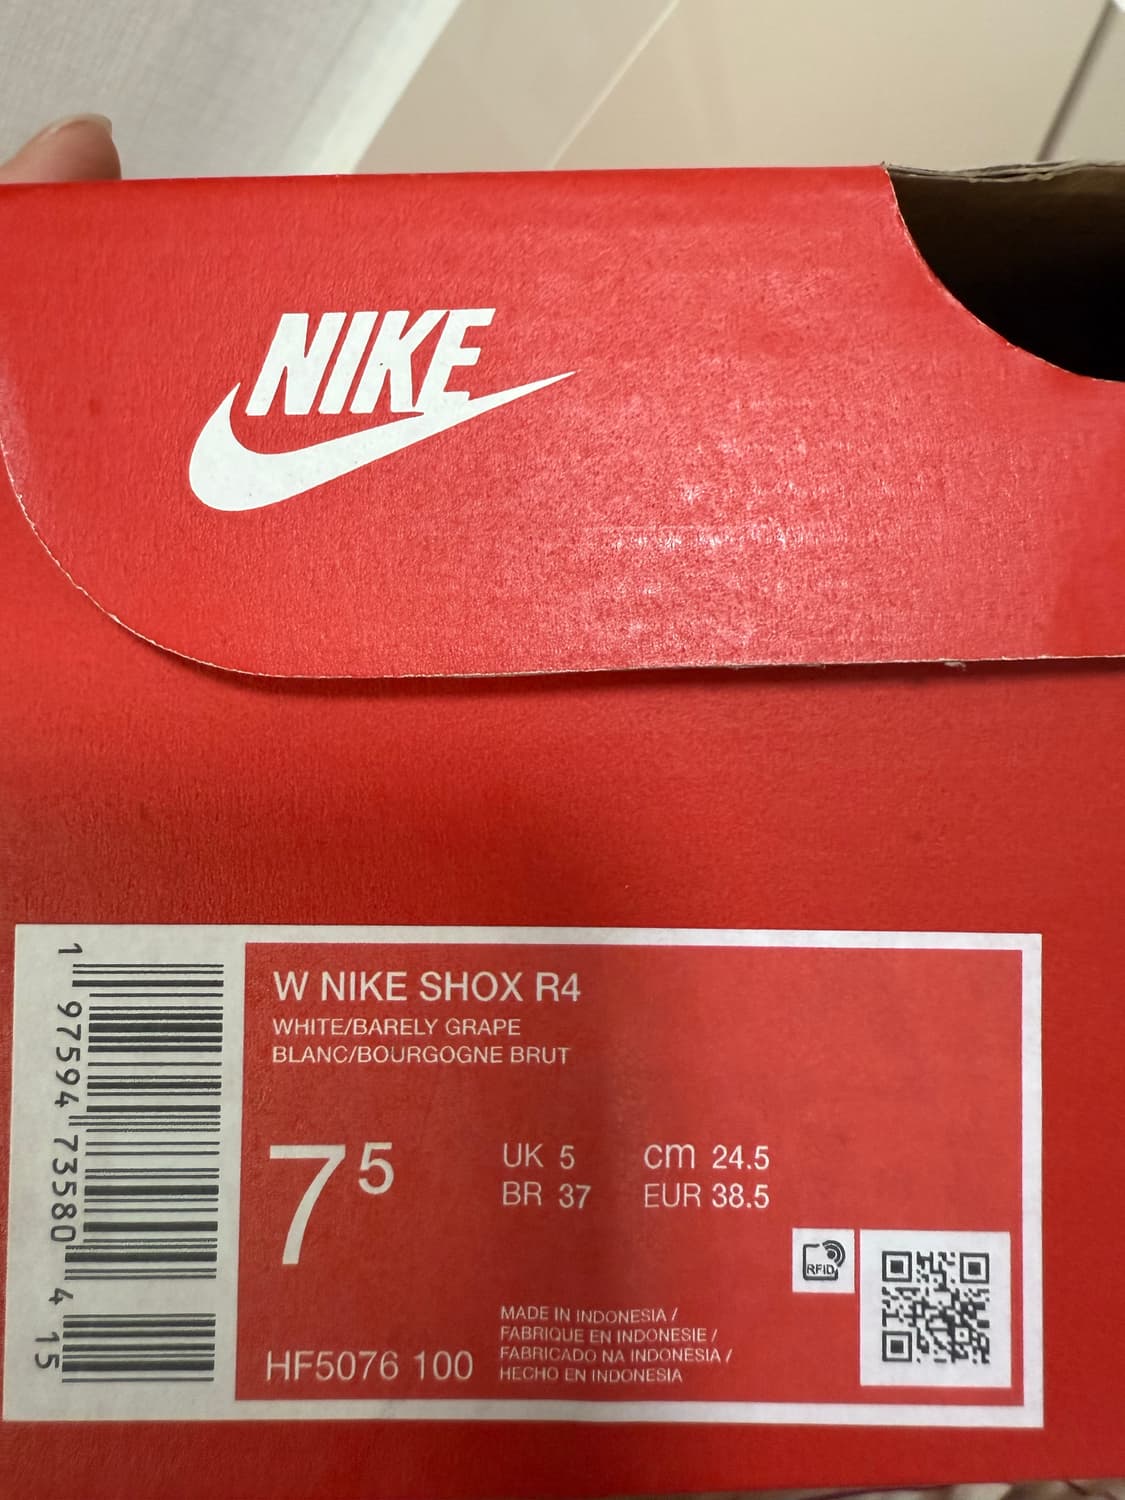 NIKE
W NIKE SHOX R4
WHITE/BARELY GRAPE
BLANC/BOURGOGNE BRUT
7 5
UK 5 cm 24.5
BR 37 EUR 38.5
RFID
MADE IN INDONESIA /
FABRIQUE EN INDONESIE /
FABRICADO NA INDONESIA /
HECHO EN INDONESIA
HF5076 100
1 97594 73580 4 15